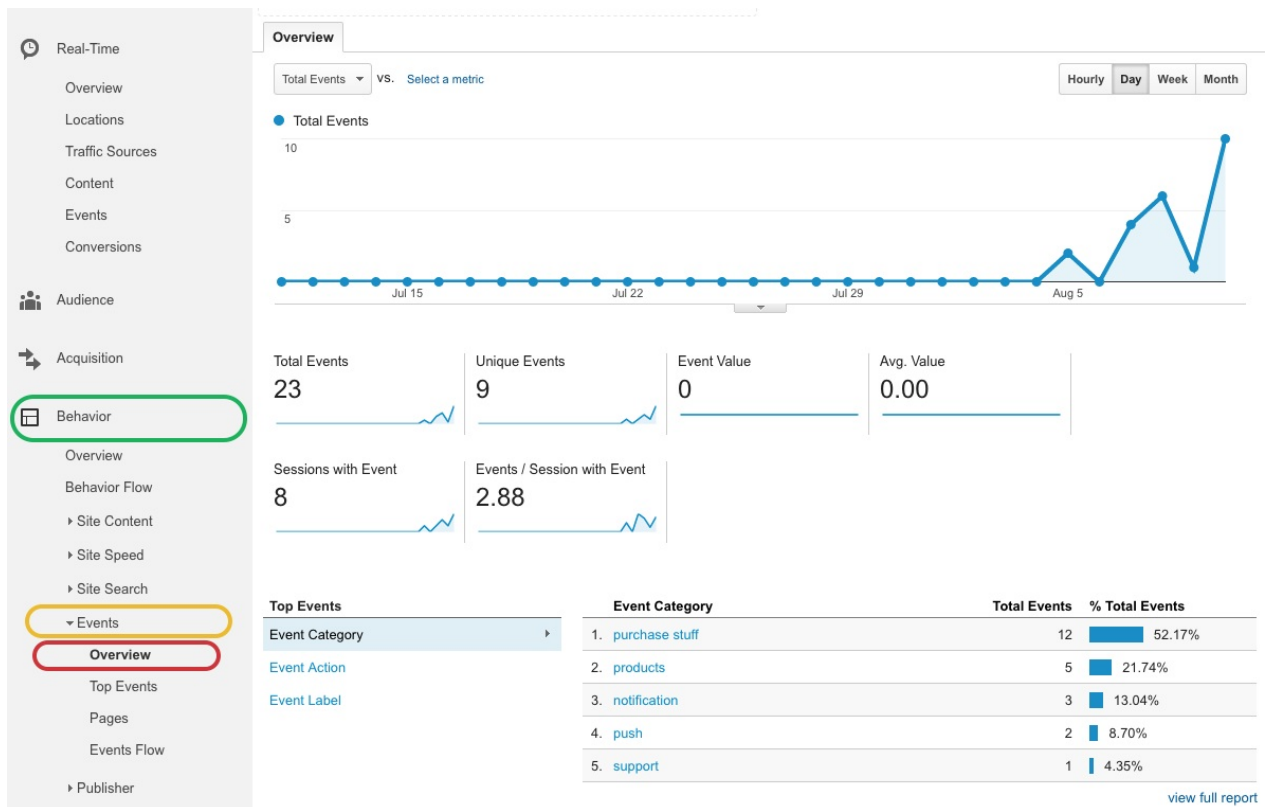 Real-Time
Overview
Locations
Traffic Sources
Content
Events
Conversions
Audience
Acquisition
Behavior
Overview
Behavior Flow
Site Content
Site Speed
Site Search
Events
Overview
Top Events
Pages
Events Flow
Publisher
Overview
Total Events VS. Select a metric
Hourly Day Week Month
Total Events
10
5
Jul 15 Jul 22 Jul 29 Aug 5
Total Events Unique Events Event Value Avg. Value
23 9 0 0.00
Sessions with Event Events / Session with Event
8 2.88
Top Events
Event Category
Event Action
Event Label
Event Category Total Events % Total Events
1. purchase stuff 12 52.17%
2. products 5 21.74%
3. notification 3 13.04%
4. push 2 8.70%
5. support 1 4.35%
view full report